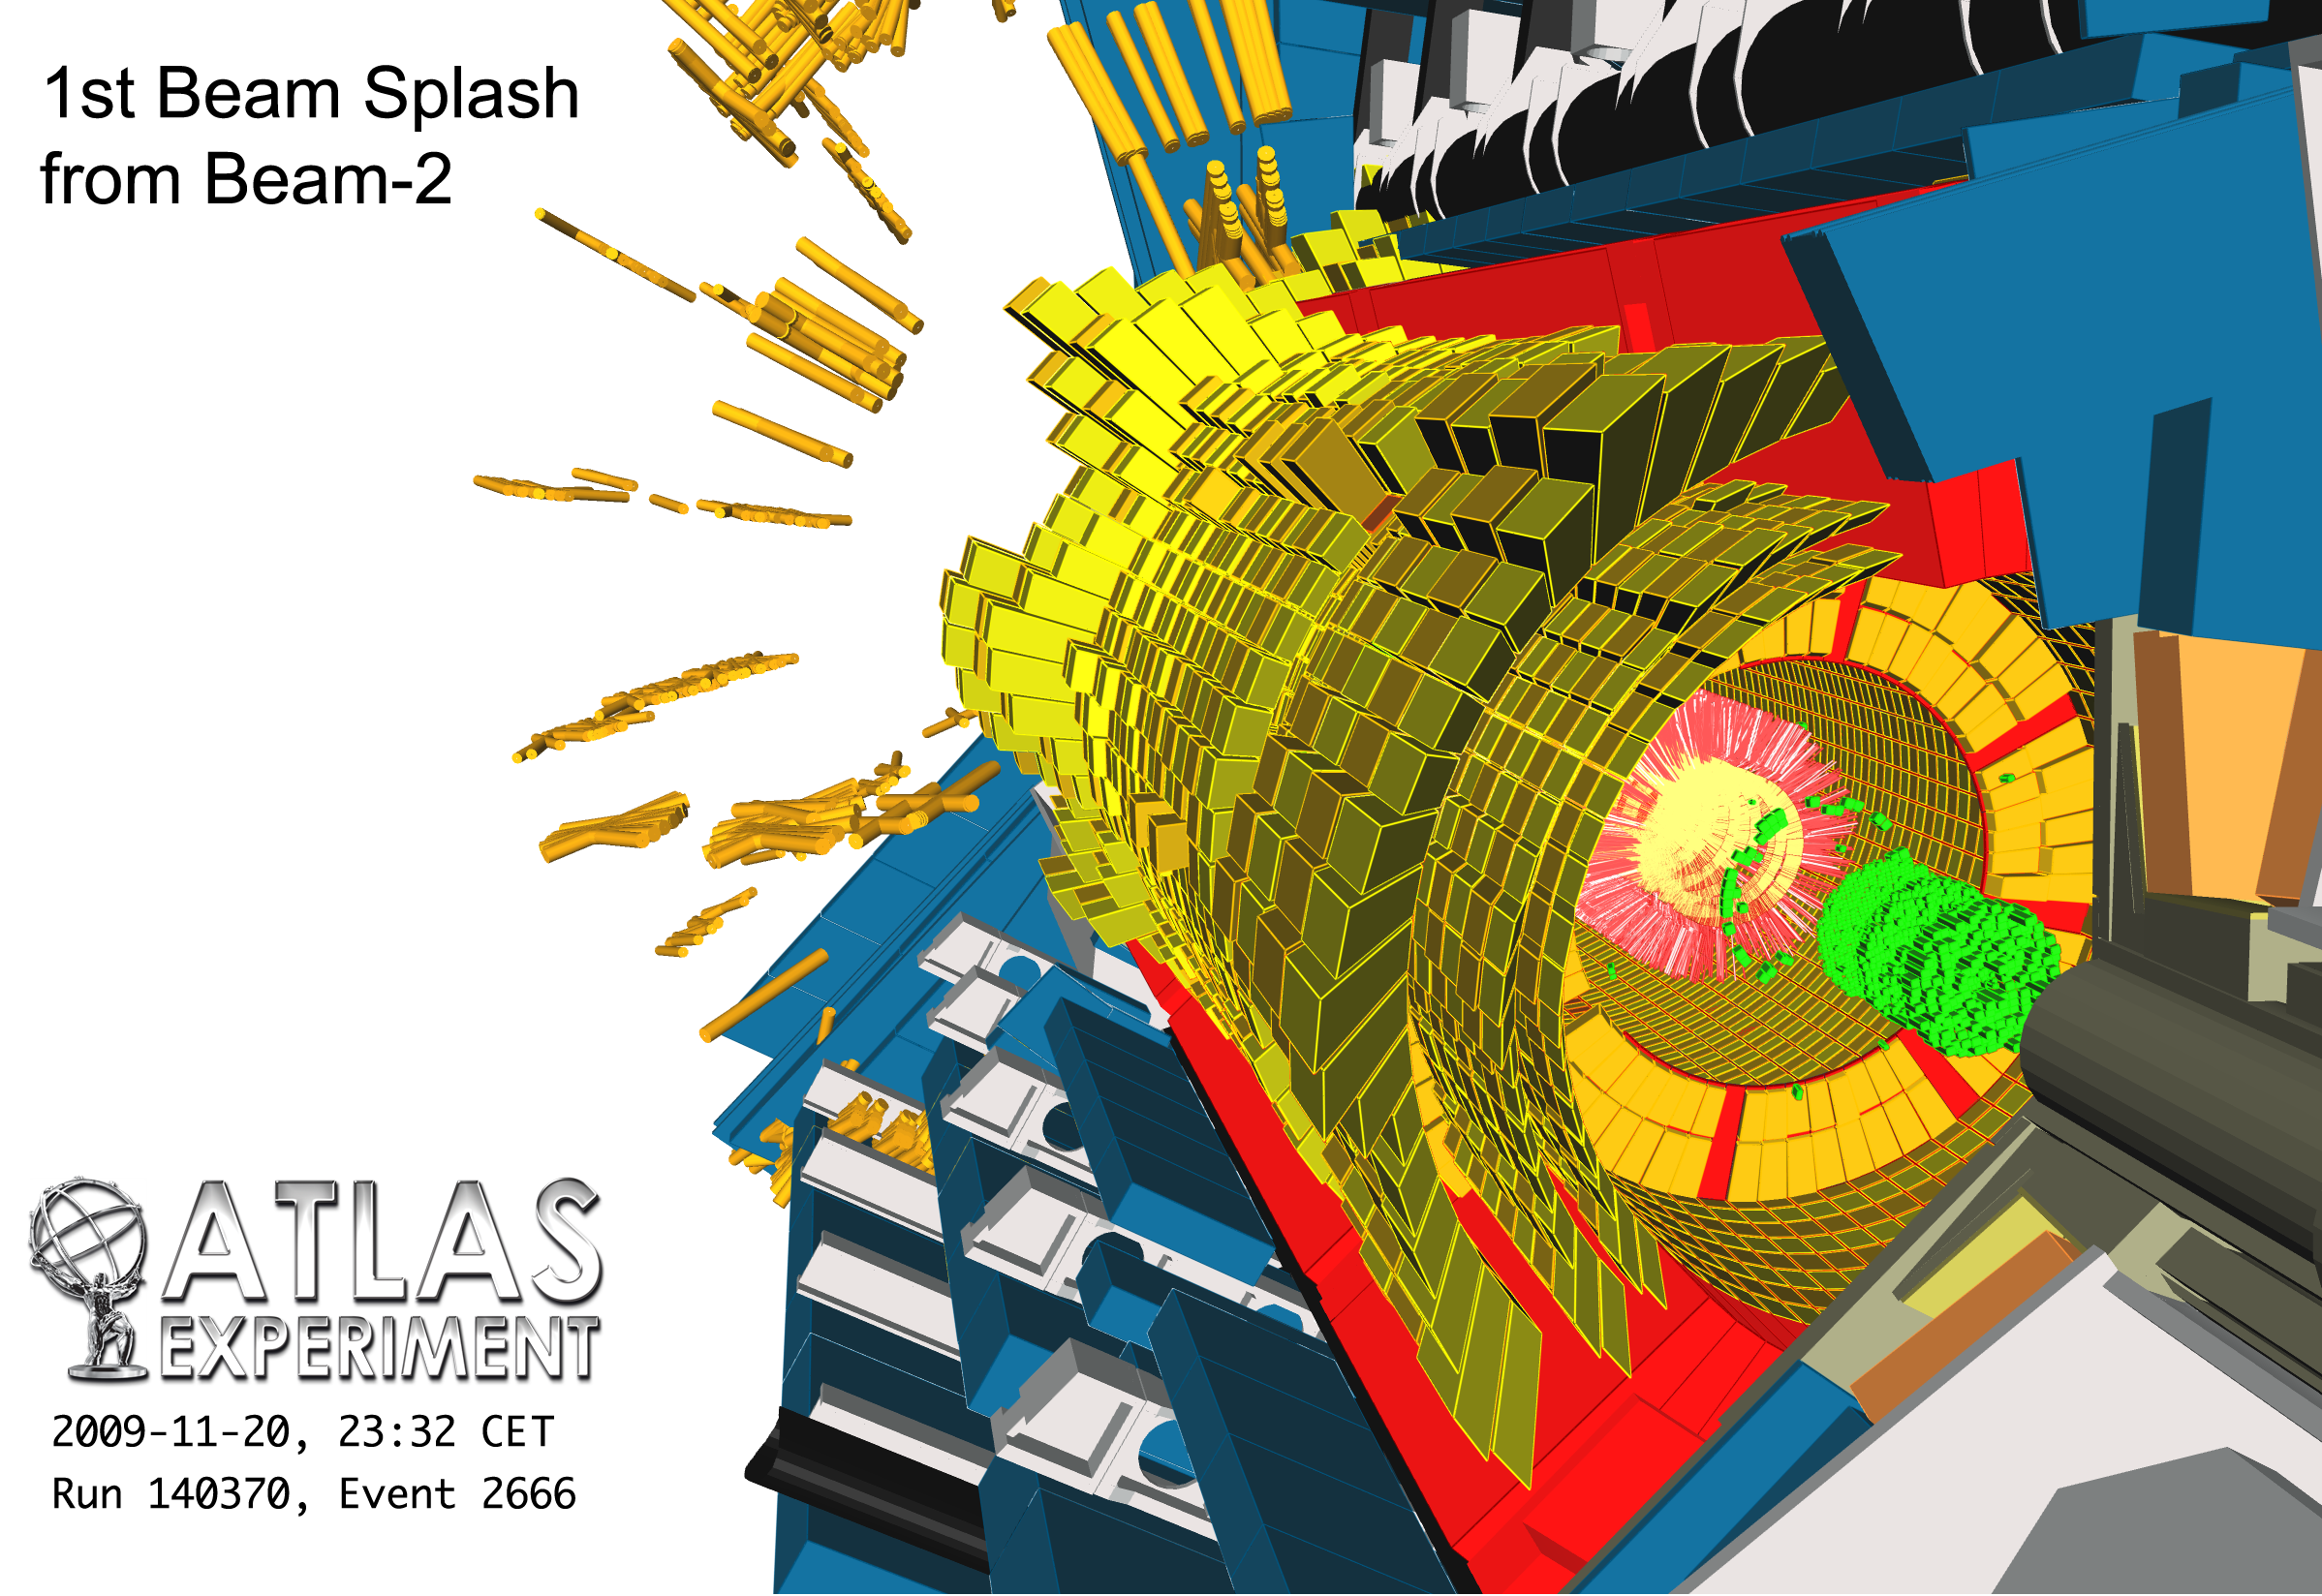 1st Beam Splash
from Beam-2
ATLAS
EXPERIMENT
2009-11-20, 23:32 CET
Run 140370, Event 2666